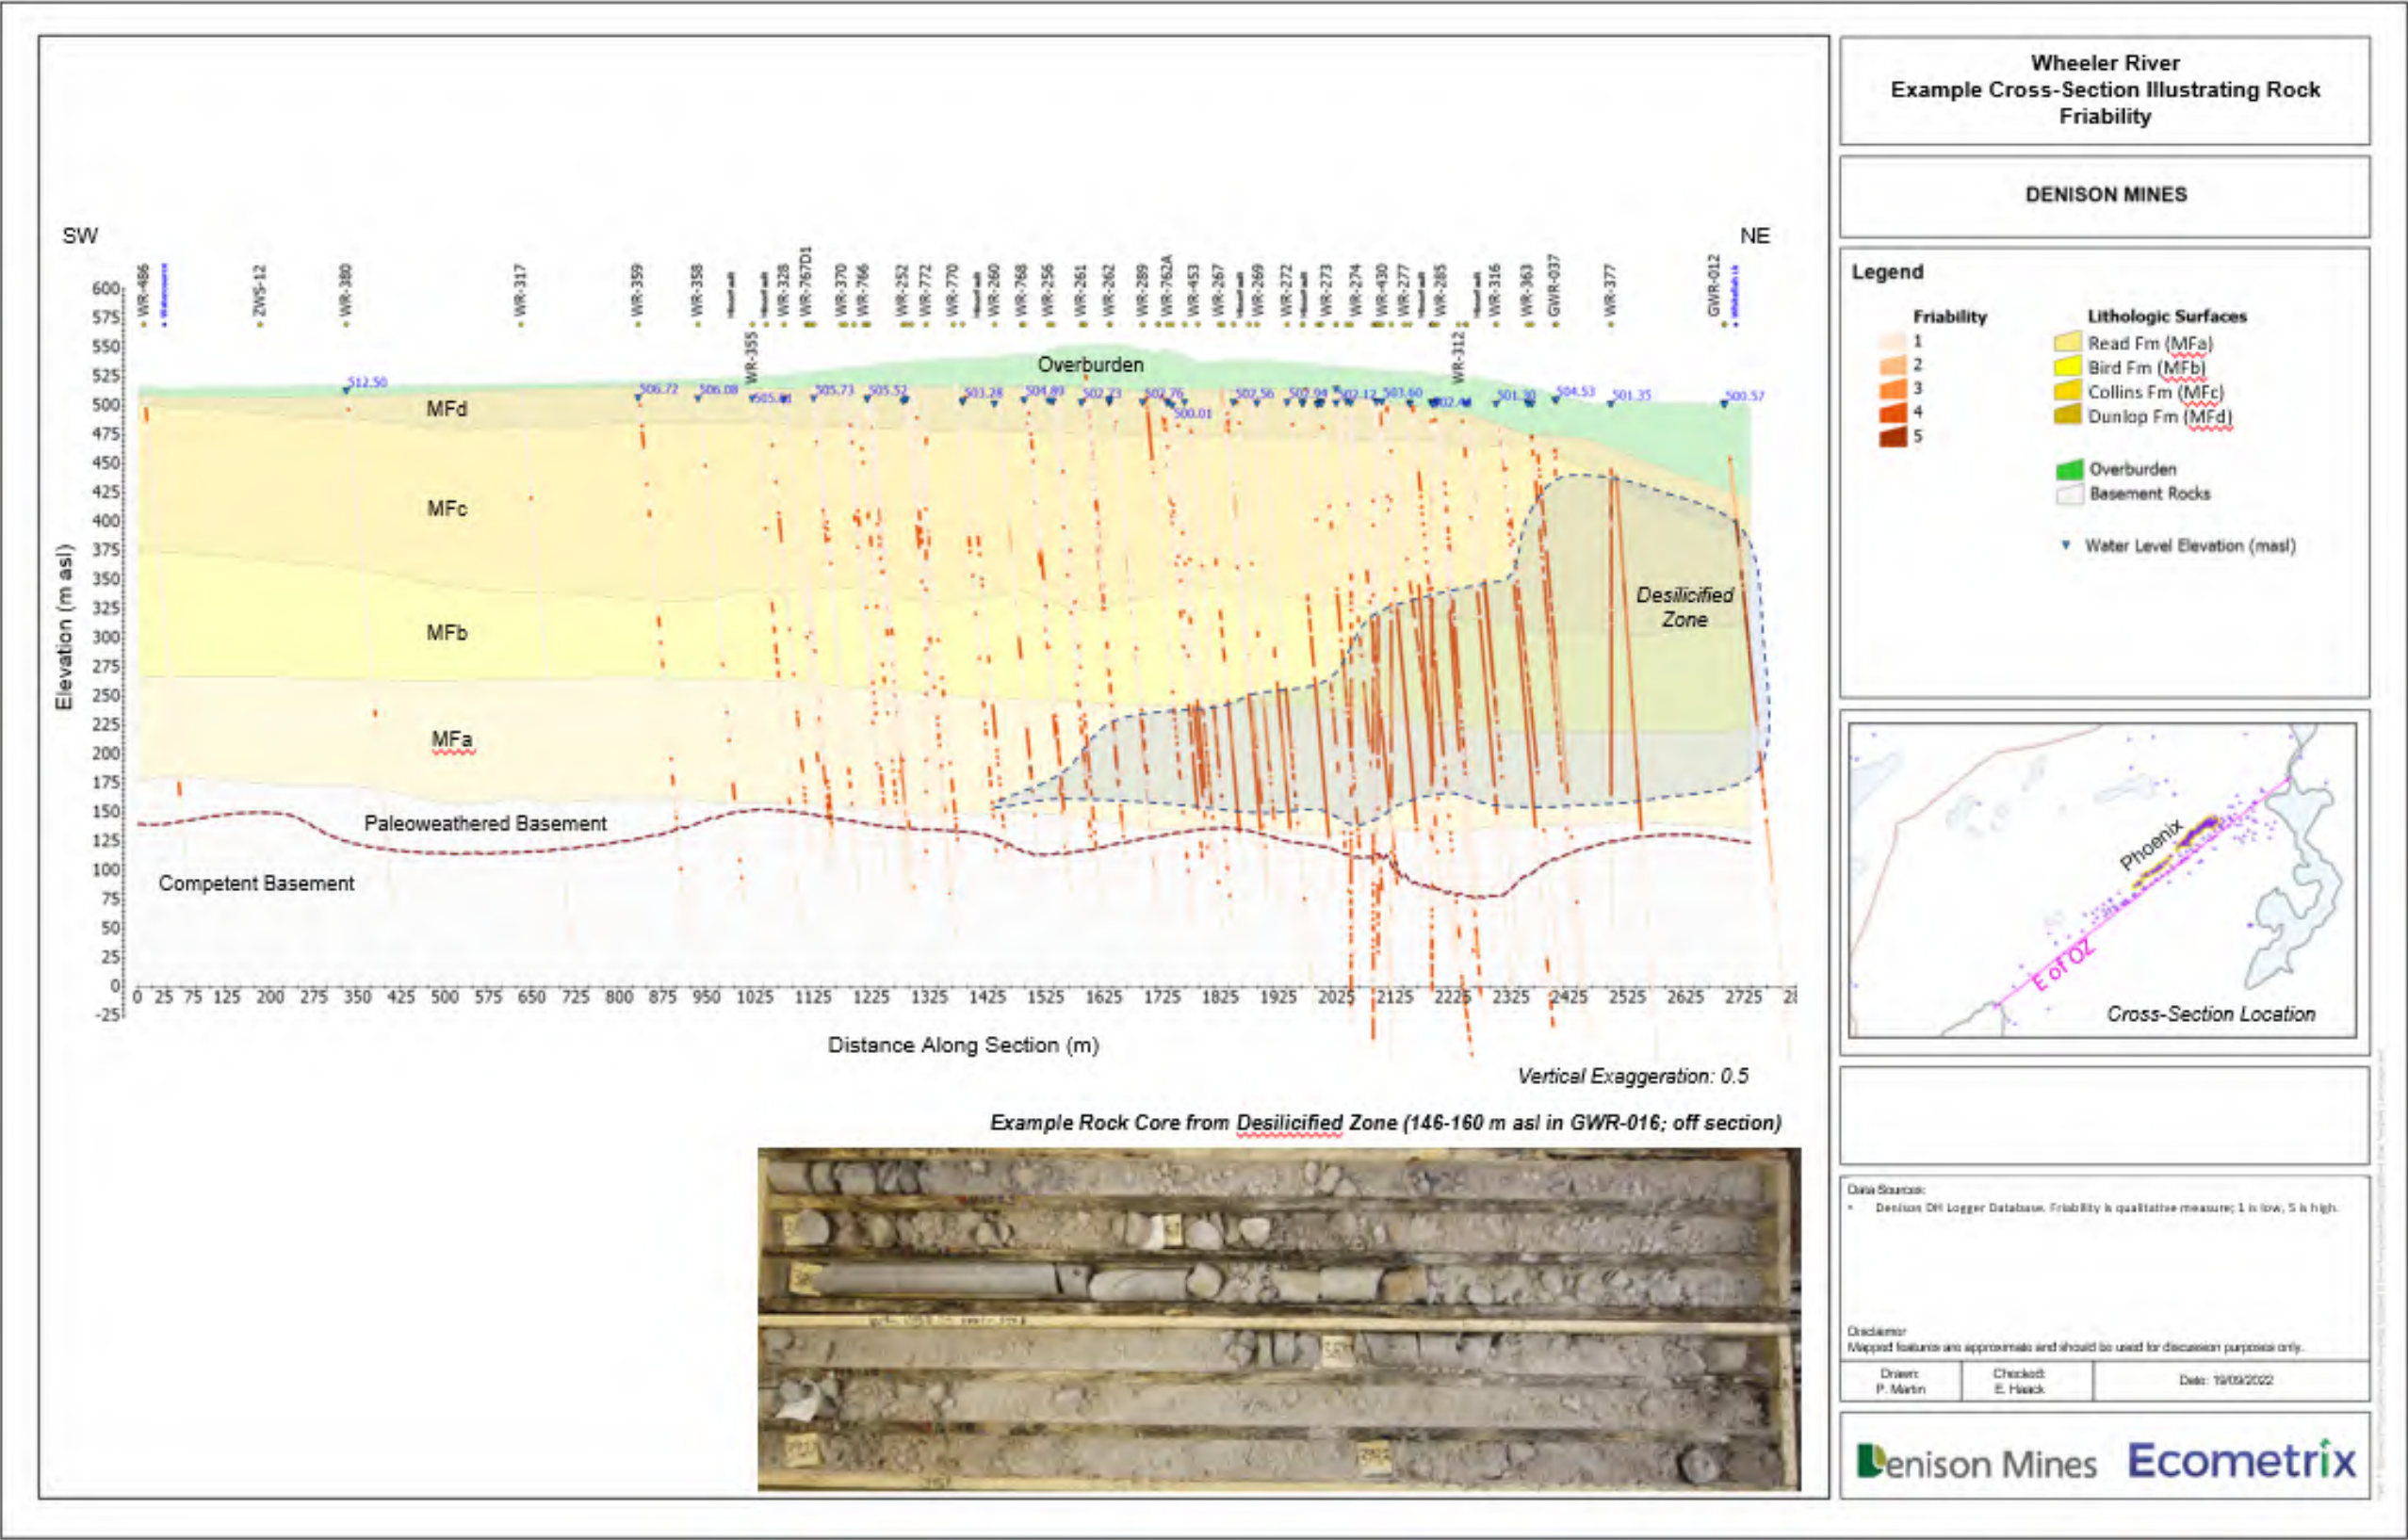 Wheeler River
Example Cross-Section Illustrating Rock
Friability
DENISON MINES
Legend
Friability
1
2
3
4
5
Lithologic Surfaces
Read Fm (MFa)
Bird Fm (MFb)
Collins Fm (MFc)
Dunlop Fm (MFd)
Overburden
Basement Rocks
Water Level Elevation (masl)
SW
NE
WR-486
Watercourse
ZWS-12
WR-380
WR-317
WR-359
WR-358
WR-355
WR-328
WR-767D1
WR-370
WR-766
WR-252
WR-772
WR-770
WR-260
WR-768
WR-256
WR-261
WR-262
WR-289
WR-762A
WR-453
WR-267
WR-269
WR-272
WR-273
WR-274
WR-430
WR-277
WR-285
WR-312
WR-316
WR-363
GWR-037
WR-377
GWR-012
Elevation (m asl)
600
575
550
525
500
475
450
425
400
375
350
325
300
275
250
225
200
175
150
125
100
75
50
25
0
-25
Overburden
512.50
506.72
506.08
505.73
505.52
503.28
504.89
502.76
500.01
502.56
502.94
502.12
503.60
504.53
501.35
500.57
MFd
MFc
MFb
MFa
Desilicified
Zone
Paleoweathered Basement
Competent Basement
0 25 75 125 200 275 350 425 500 575 650 725 800 875 950 1025 1125 1225 1325 1425 1525 1625 1725 1825 1925 2025 2125 2225 2325 2425 2525 2625 2725
Distance Along Section (m)
Vertical Exaggeration: 0.5
Example Rock Core from Desilicified Zone (146-160 m asl in GWR-016; off section)
Phoenix
E of OZ
Cross-Section Location
Data Sources:
• Denison DH Logger Database. Friability is qualitative measure; 1 is low, 5 is high.
Disclaimer
Mapped features are approximate and should be used for discussion purposes only.
Drawn:
P. Martin
Checked:
E. Haack
Date: 19/09/2022
Denison Mines
Ecometrix